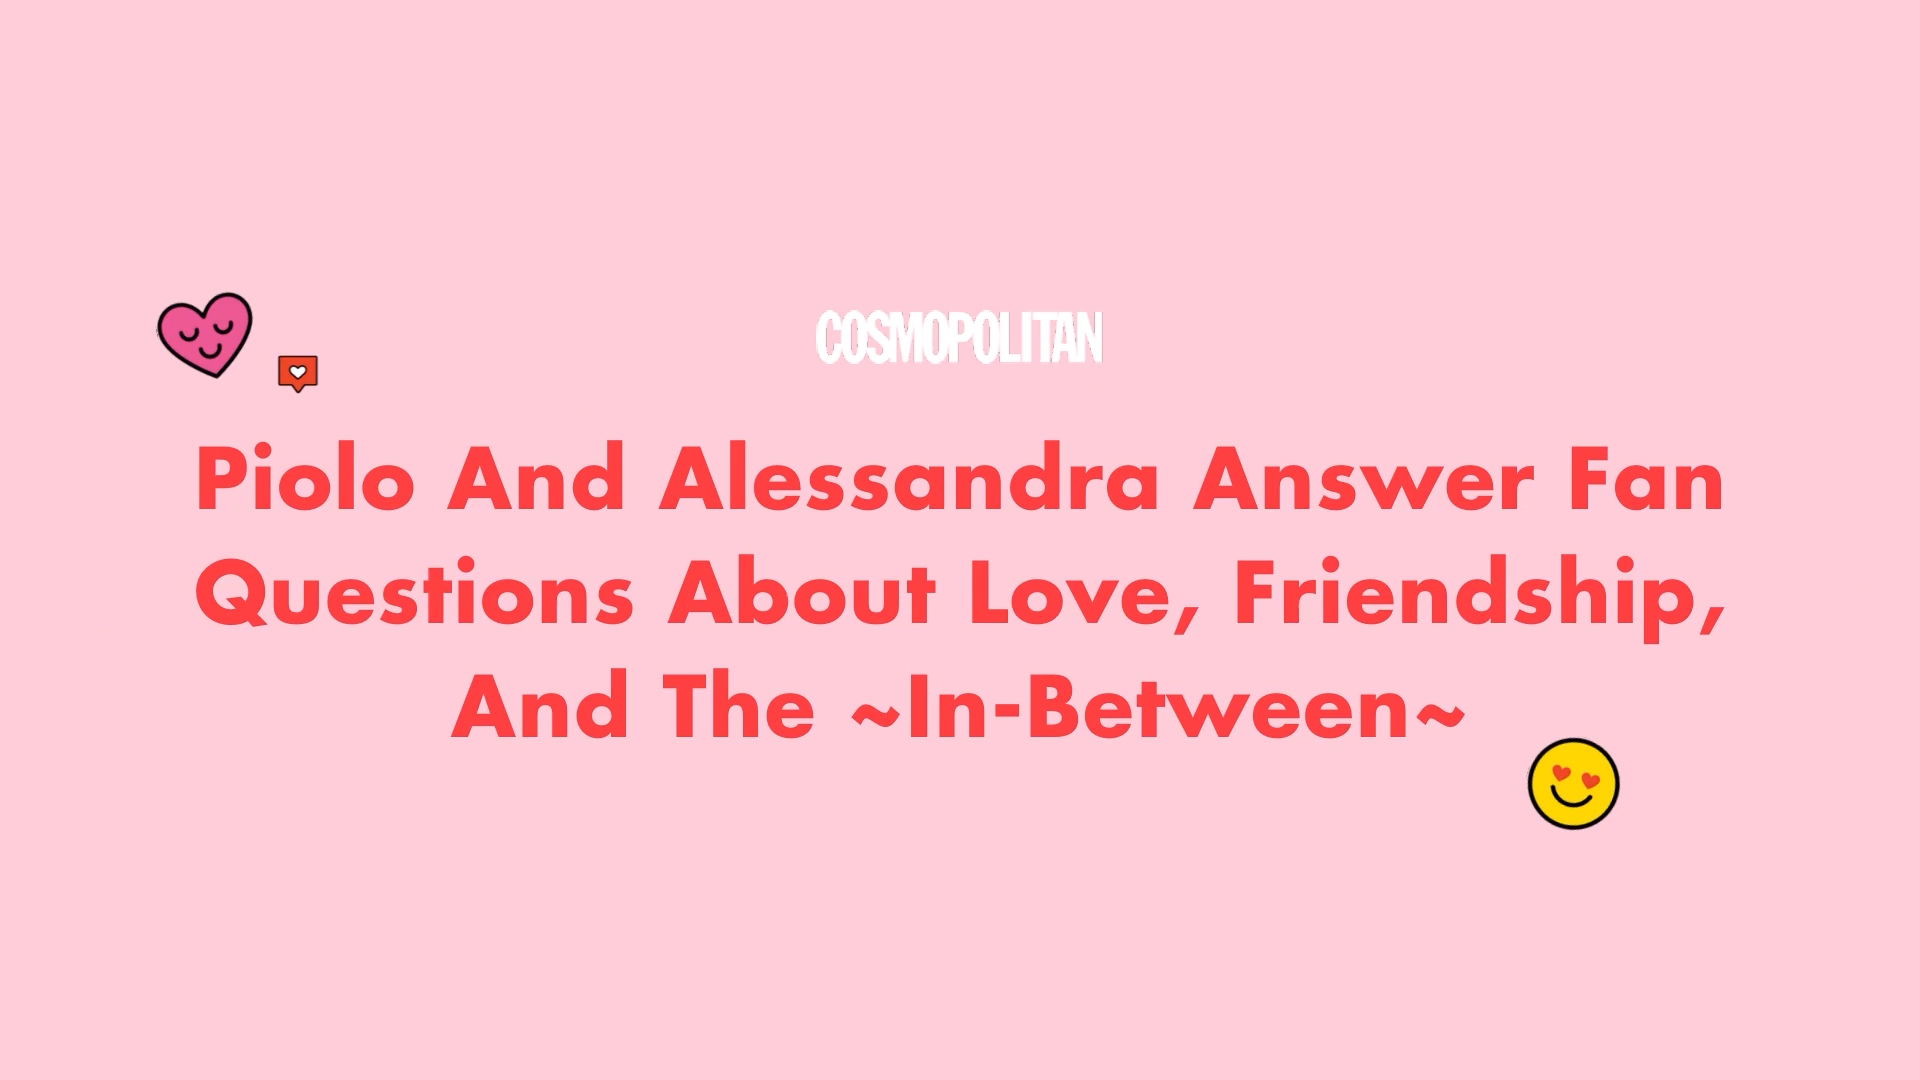 COSMOPOLITAN
Piolo And Alessandra Answer Fan
Questions About Love, Friendship,
And The ~In-Between~